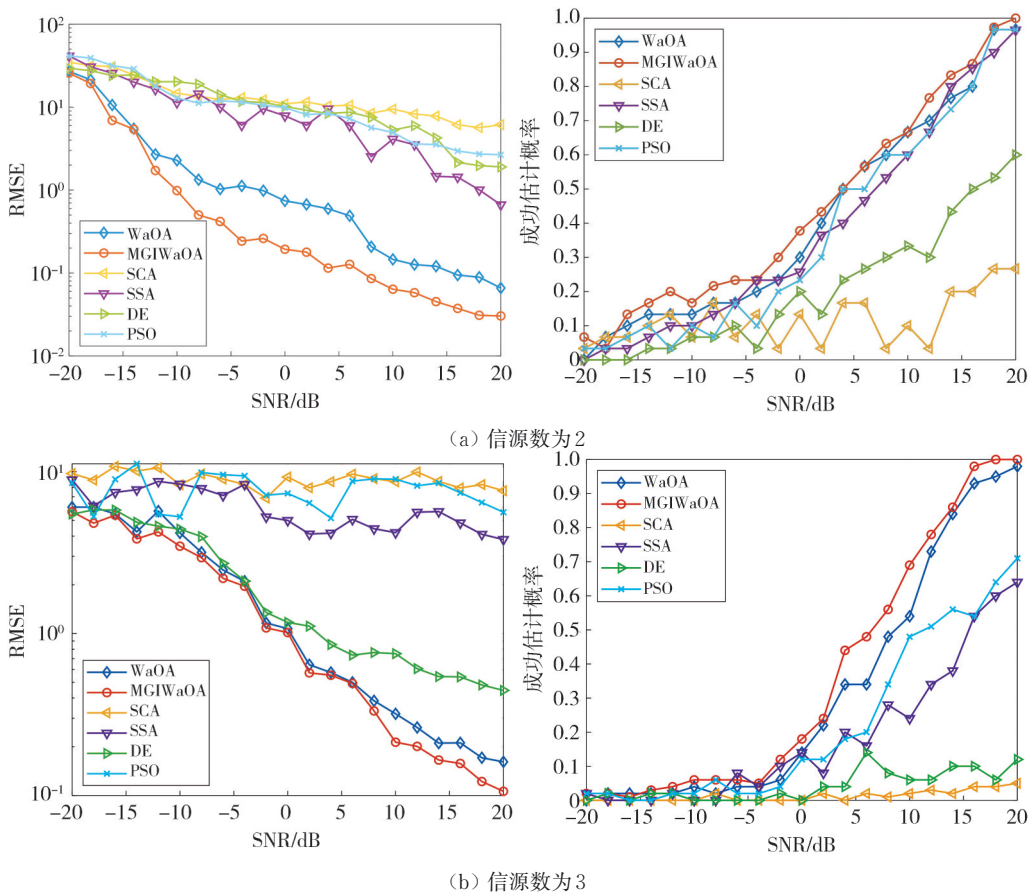 10²
10¹
10⁰
10⁻¹
10⁻²
RMSE
WaOA
MGIWaOA
SCA
SSA
DE
PSO
−20 −15 −10 −5 0 5 10 15 20
SNR/dB
1.0
0.9
0.8
0.7
0.6
0.5
0.4
0.3
0.2
0.1
0
成功估计概率
WaOA
MGIWaOA
SCA
SSA
DE
PSO
−20 −15 −10 −5 0 5 10 15 20
SNR/dB
（a）信源数为2
10¹
10⁰
10⁻¹
RMSE
WaOA
MGIWaOA
SCA
SSA
DE
PSO
−20 −15 −10 −5 0 5 10 15 20
SNR/dB
1.0
0.9
0.8
0.7
0.6
0.5
0.4
0.3
0.2
0.1
0
成功估计概率
WaOA
MGIWaOA
SCA
SSA
DE
PSO
−20 −15 −10 −5 0 5 10 15 20
SNR/dB
（b）信源数为3